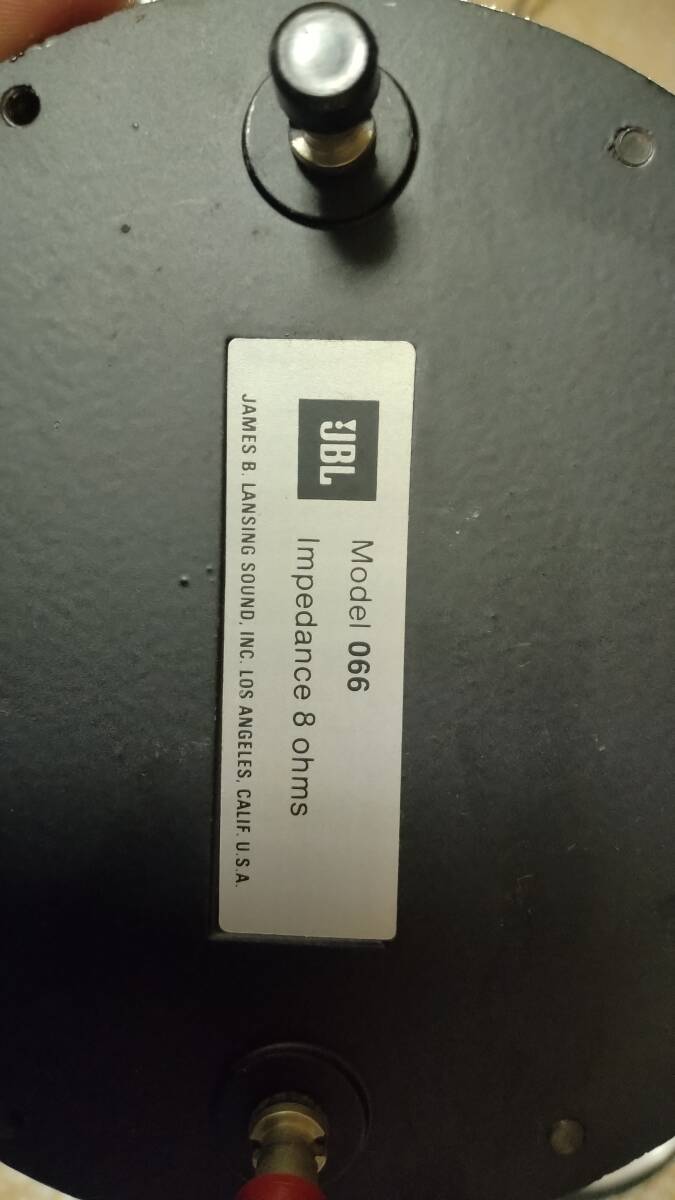 JBL
Model 066
Impedance 8 ohms
JAMES B. LANSING SOUND, INC. LOS ANGELES, CALIF. U.S.A.